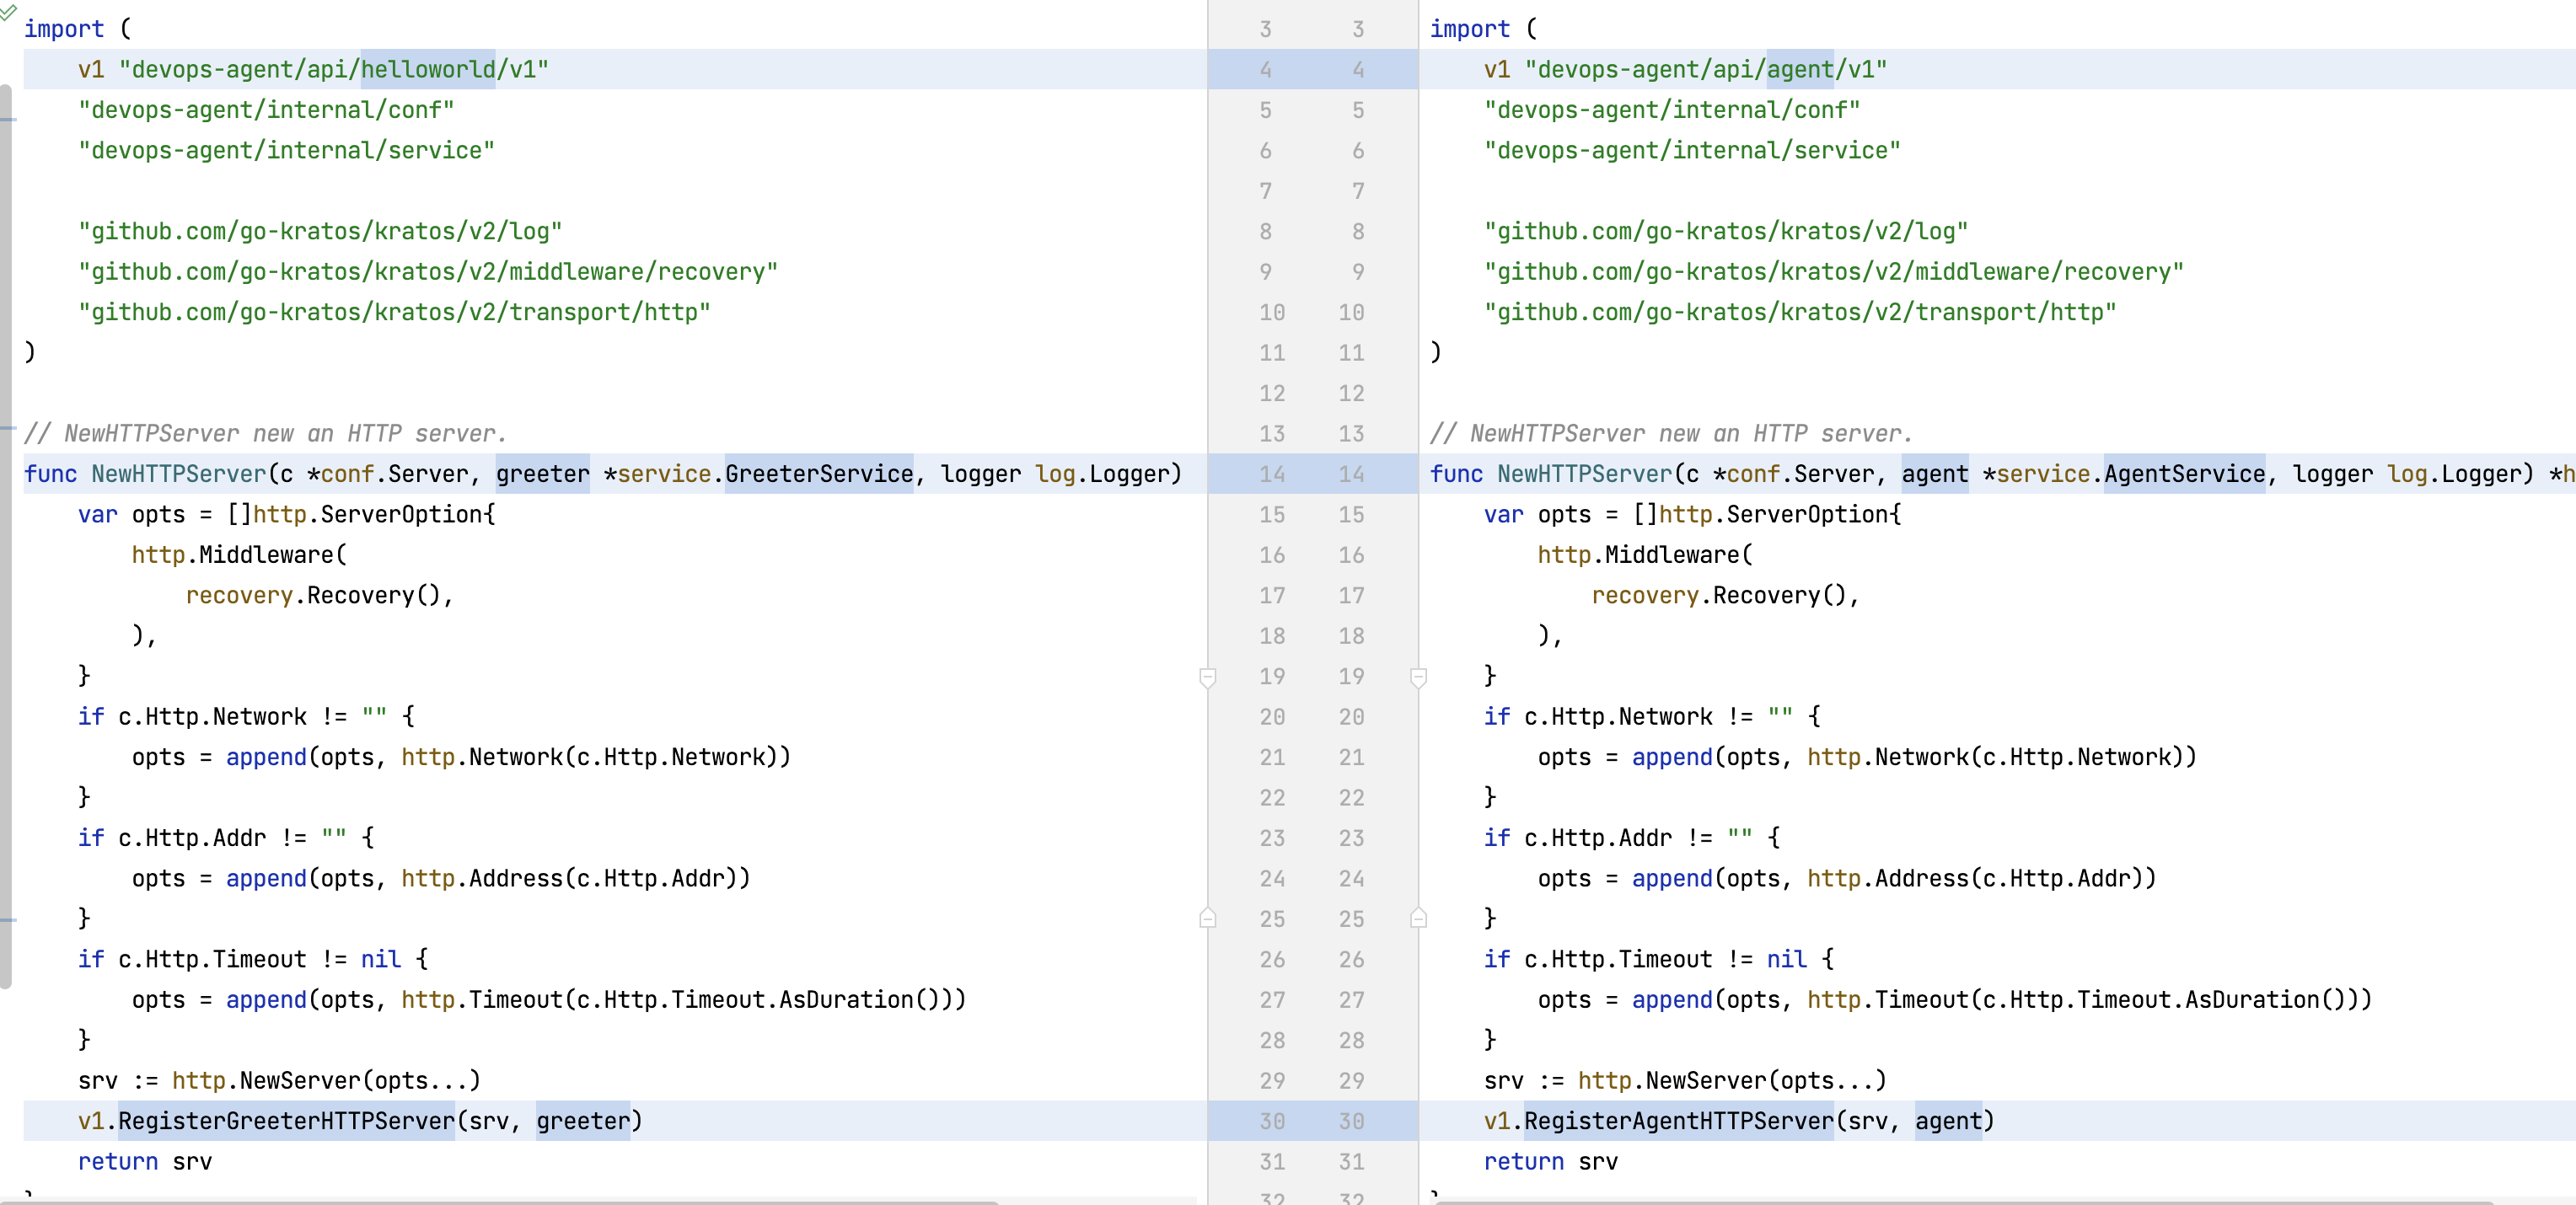 import (
    v1 "devops-agent/api/helloworld/v1"
    "devops-agent/internal/conf"
    "devops-agent/internal/service"

    "github.com/go-kratos/kratos/v2/log"
    "github.com/go-kratos/kratos/v2/middleware/recovery"
    "github.com/go-kratos/kratos/v2/transport/http"
)

// NewHTTPServer new an HTTP server.
func NewHTTPServer(c *conf.Server, greeter *service.GreeterService, logger log.Logger)
    var opts = []http.ServerOption{
        http.Middleware(
            recovery.Recovery(),
        ),
    }
    if c.Http.Network != "" {
        opts = append(opts, http.Network(c.Http.Network))
    }
    if c.Http.Addr != "" {
        opts = append(opts, http.Address(c.Http.Addr))
    }
    if c.Http.Timeout != nil {
        opts = append(opts, http.Timeout(c.Http.Timeout.AsDuration()))
    }
    srv := http.NewServer(opts...)
    v1.RegisterGreeterHTTPServer(srv, greeter)
    return srv
}
3 3
4 4
5 5
6 6
7 7
8 8
9 9
10 10
11 11
12 12
13 13
14 14
15 15
16 16
17 17
18 18
19 19
20 20
21 21
22 22
23 23
24 24
25 25
26 26
27 27
28 28
29 29
30 30
31 31
32 32
import (
    v1 "devops-agent/api/agent/v1"
    "devops-agent/internal/conf"
    "devops-agent/internal/service"

    "github.com/go-kratos/kratos/v2/log"
    "github.com/go-kratos/kratos/v2/middleware/recovery"
    "github.com/go-kratos/kratos/v2/transport/http"
)

// NewHTTPServer new an HTTP server.
func NewHTTPServer(c *conf.Server, agent *service.AgentService, logger log.Logger) *h
    var opts = []http.ServerOption{
        http.Middleware(
            recovery.Recovery(),
        ),
    }
    if c.Http.Network != "" {
        opts = append(opts, http.Network(c.Http.Network))
    }
    if c.Http.Addr != "" {
        opts = append(opts, http.Address(c.Http.Addr))
    }
    if c.Http.Timeout != nil {
        opts = append(opts, http.Timeout(c.Http.Timeout.AsDuration()))
    }
    srv := http.NewServer(opts...)
    v1.RegisterAgentHTTPServer(srv, agent)
    return srv
}